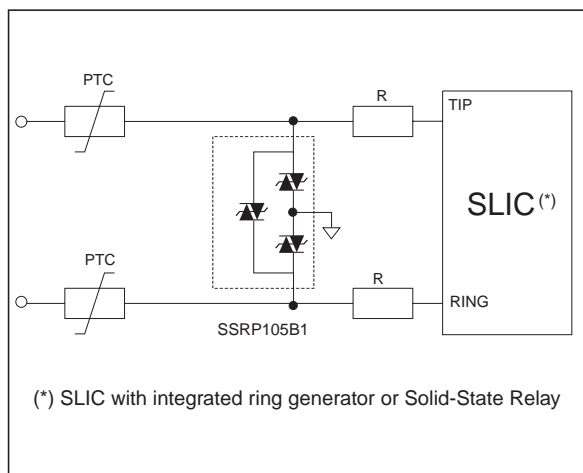 PTC
R
TIP
SLIC(*)
PTC
R
RING
SSRP105B1
(*) SLIC with integrated ring generator or Solid-State Relay